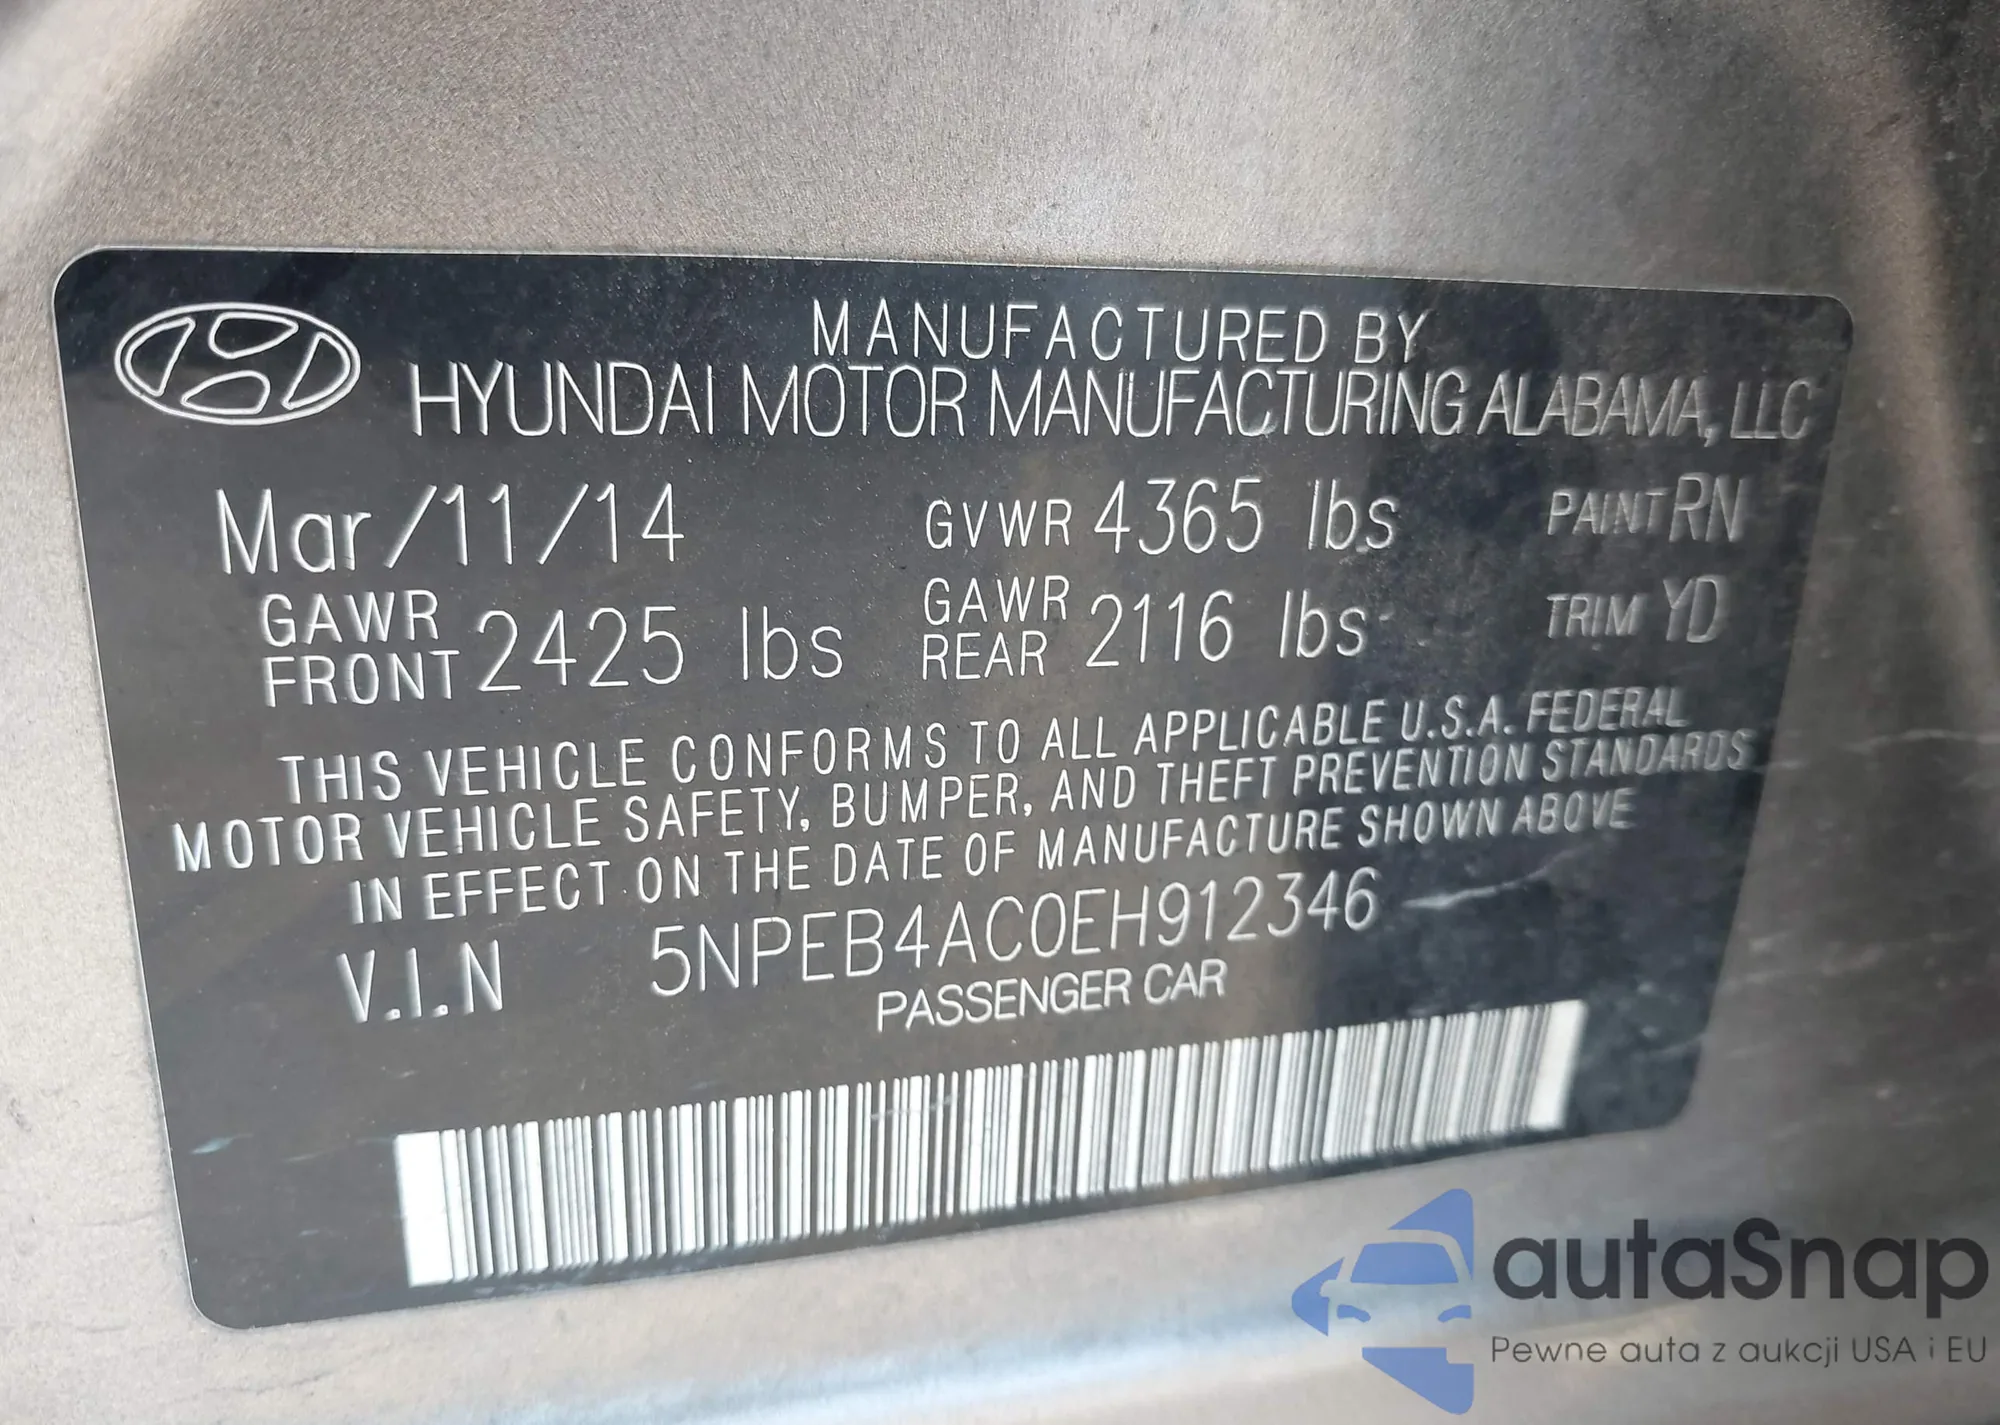 MANUFACTURED BY
HYUNDAI MOTOR MANUFACTURING ALABAMA, LLC
Mar/11/14 GVWR 4365 lbs PAINT RN
GAWR FRONT 2425 lbs GAWR REAR 2116 lbs TRIM YD
THIS VEHICLE CONFORMS TO ALL APPLICABLE U.S.A. FEDERAL
MOTOR VEHICLE SAFETY, BUMPER, AND THEFT PREVENTION STANDARDS
IN EFFECT ON THE DATE OF MANUFACTURE SHOWN ABOVE
V.I.N 5NPEB4AC0EH912346
PASSENGER CAR
autaSnap
Pewne auta z aukcji USA i EU